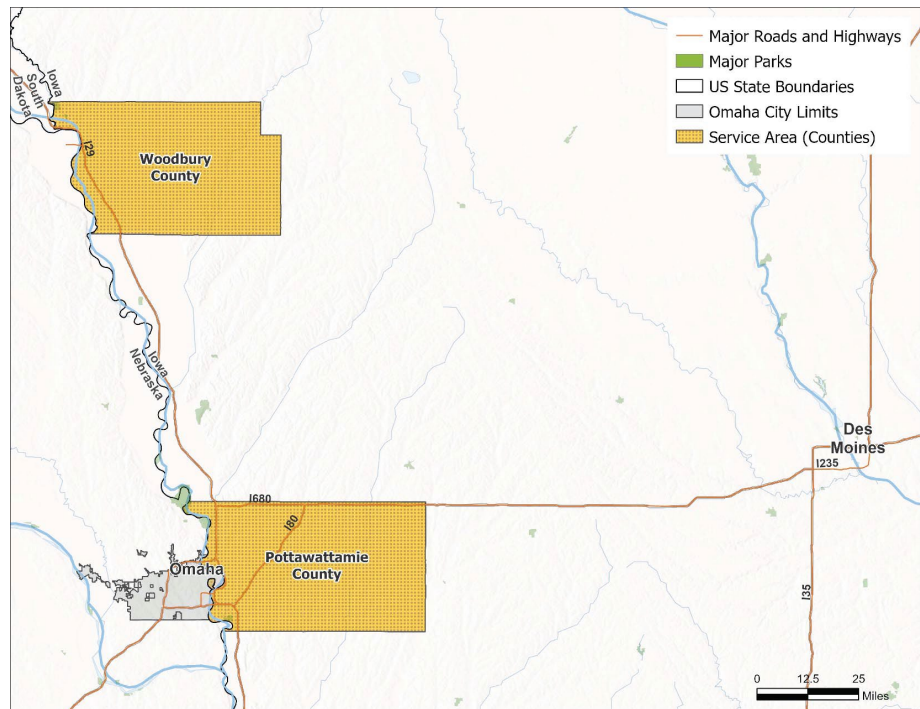 Major Roads and Highways
Major Parks
US State Boundaries
Omaha City Limits
Service Area (Counties)
Iowa
South
Dakota
I29
Woodbury
County
Iowa
Nebraska
Des
Moines
I235
I680
I80
Omaha
Pottawattamie
County
I35
0 12.5 25
Miles